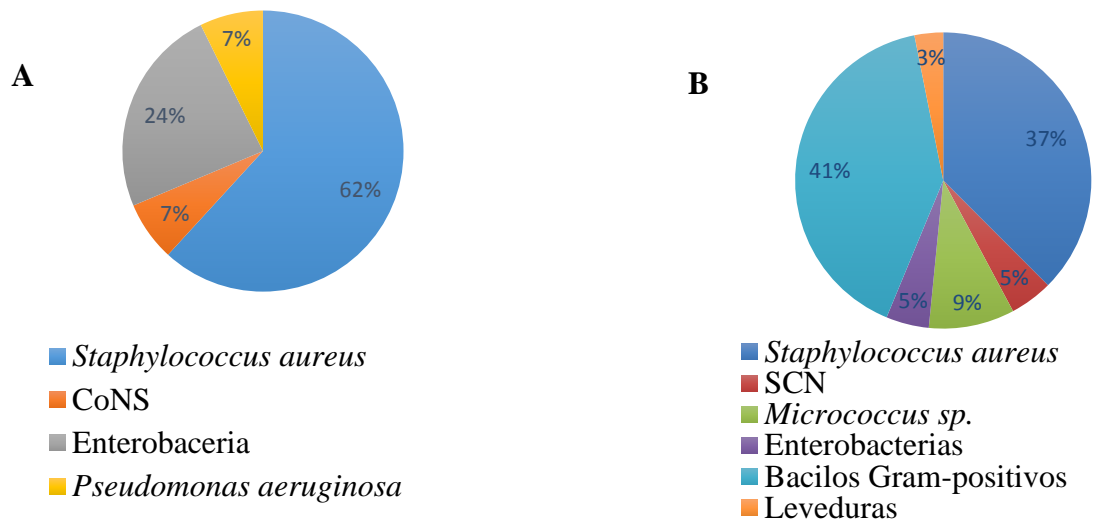 A
7%
24%
62%
7%
Staphylococcus aureus
CoNS
Enterobaceria
Pseudomonas aeruginosa
B
3%
37%
41%
5%
5%
9%
Staphylococcus aureus
SCN
Micrococcus sp.
Enterobacterias
Bacilos Gram-positivos
Leveduras